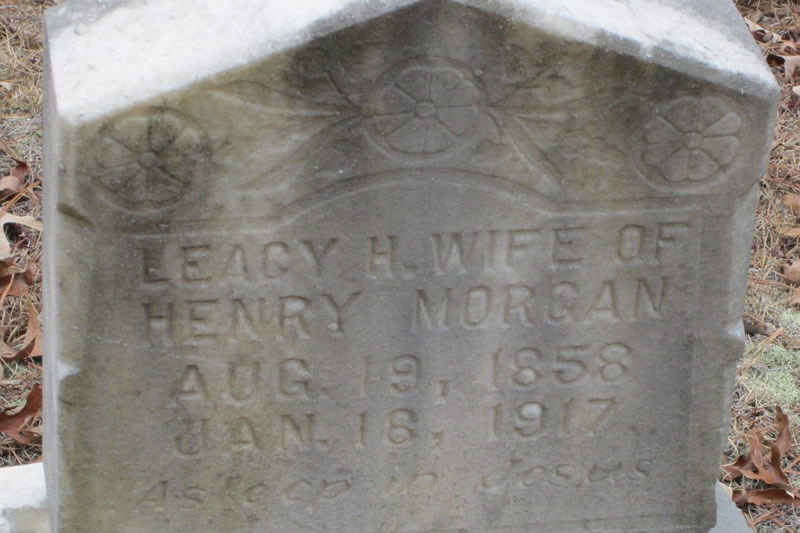 LEACY H. WIFE OF
HENRY MORGAN
AUG. 19, 1858
JAN. 18, 1917.
Asleep in Jesus